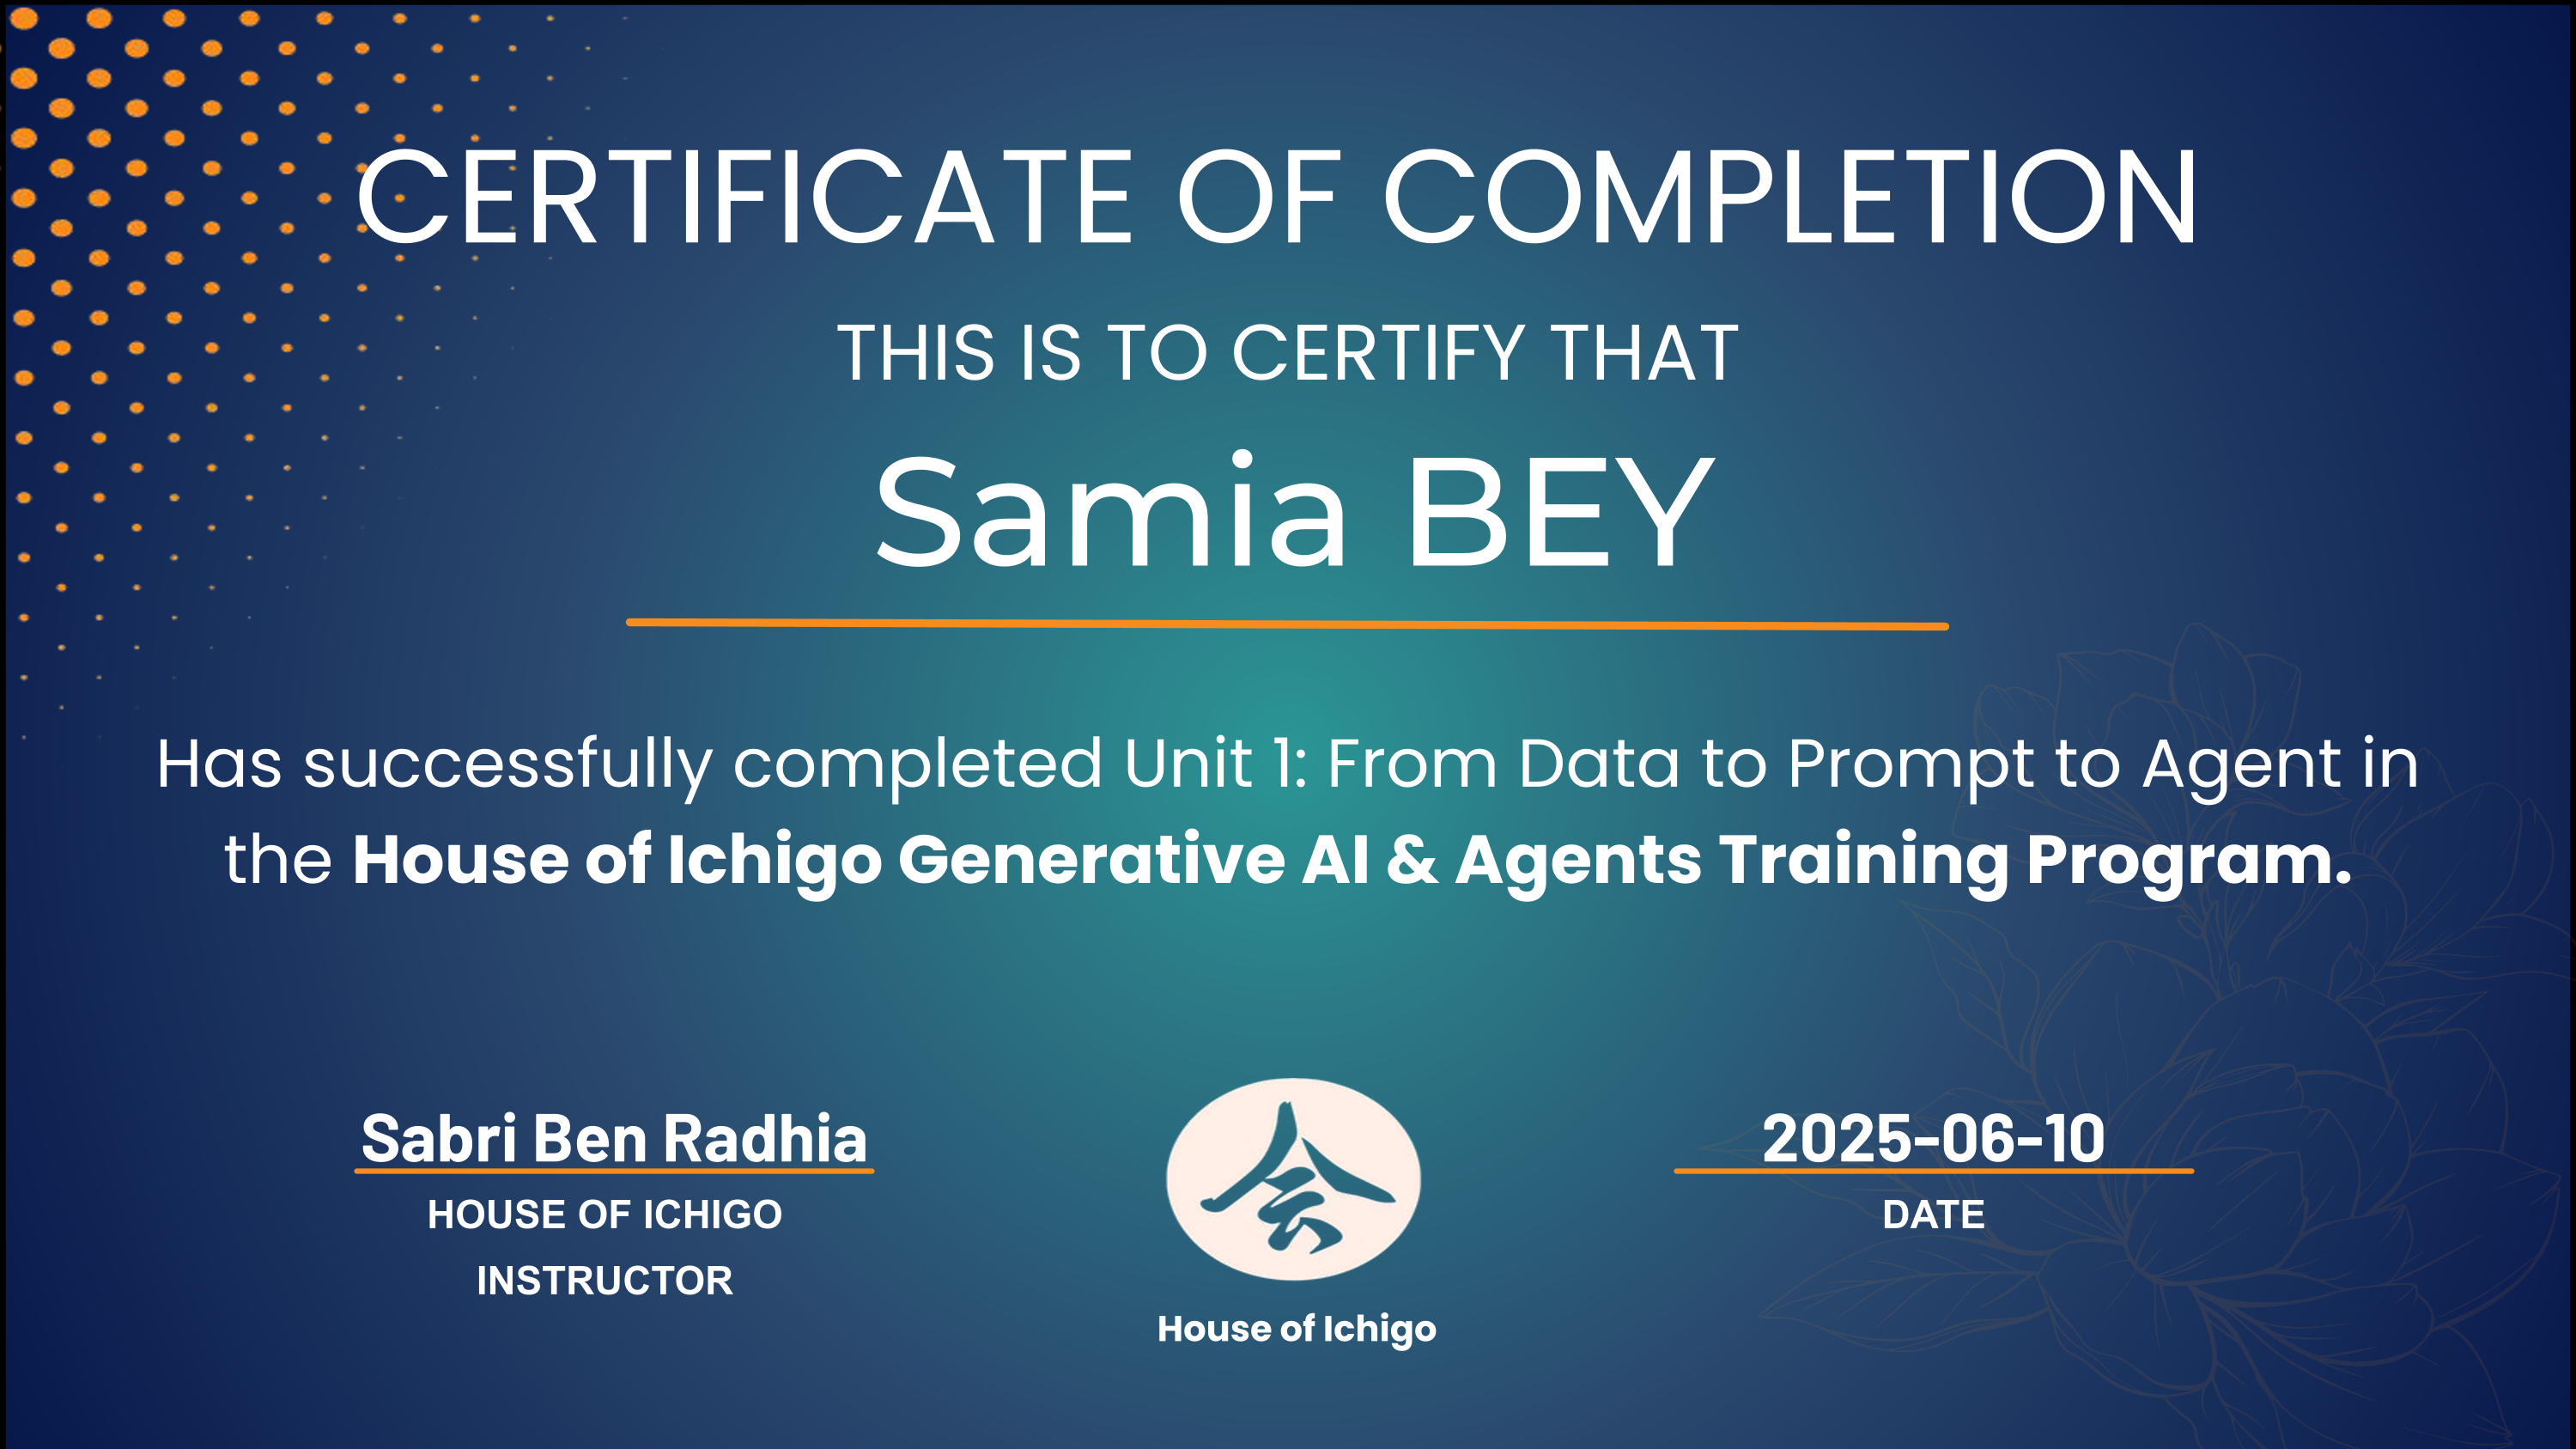 CERTIFICATE OF COMPLETION
THIS IS TO CERTIFY THAT
Samia BEY
Has successfully completed Unit 1: From Data to Prompt to Agent in
the House of Ichigo Generative AI & Agents Training Program.
Sabri Ben Radhia
HOUSE OF ICHIGO
INSTRUCTOR
会
House of Ichigo
2025-06-10
DATE